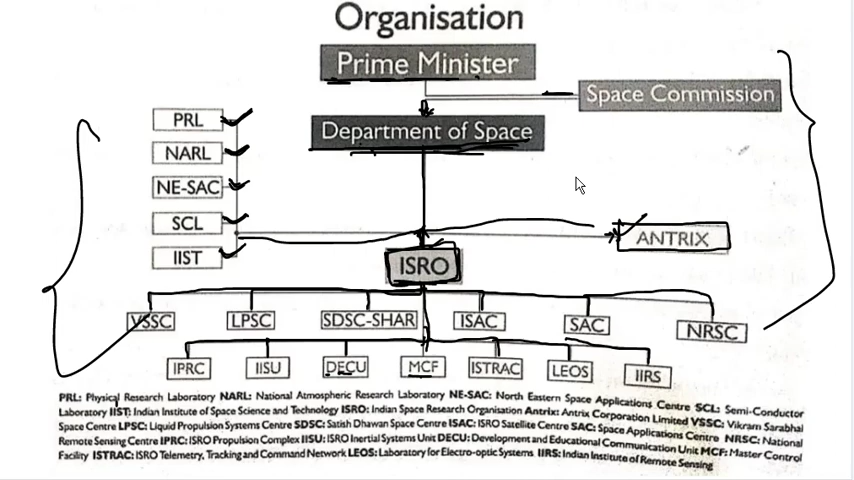 Organisation
Prime Minister
Space Commission
PRL
Department of Space
NARL
NE-SAC
SCL
ANTRIX
IIST
ISRO
VSSC LPSC SDSC-SHAR ISAC SAC NRSC
IPRC IISU DECU MCF ISTRAC LEOS IIRS
PRL: Physical Research Laboratory NARL: National Atmospheric Research Laboratory NE-SAC: North Eastern Space Applications Centre SCL: Semi-Conductor
Laboratory IIST: Indian Institute of Space Science and Technology ISRO: Indian Space Research Organisation Antrix: Antrix Corporation Limited VSSC: Vikram Sarabhai
Space Centre LPSC: Liquid Propulsion Systems Centre SDSC: Satish Dhawan Space Centre ISAC: ISRO Satellite Centre SAC: Space Applications Centre NRSC: National
Remote Sensing Centre IPRC: ISRO Propulsion Complex IISU: ISRO Inertial Systems Unit DECU: Development and Educational Communication Unit MCF: Master Control
Facility ISTRAC: ISRO Telemetry, Tracking and Command Network LEOS: Laboratory for Electro-optic Systems IIRS: Indian Institute of Remote Sensing